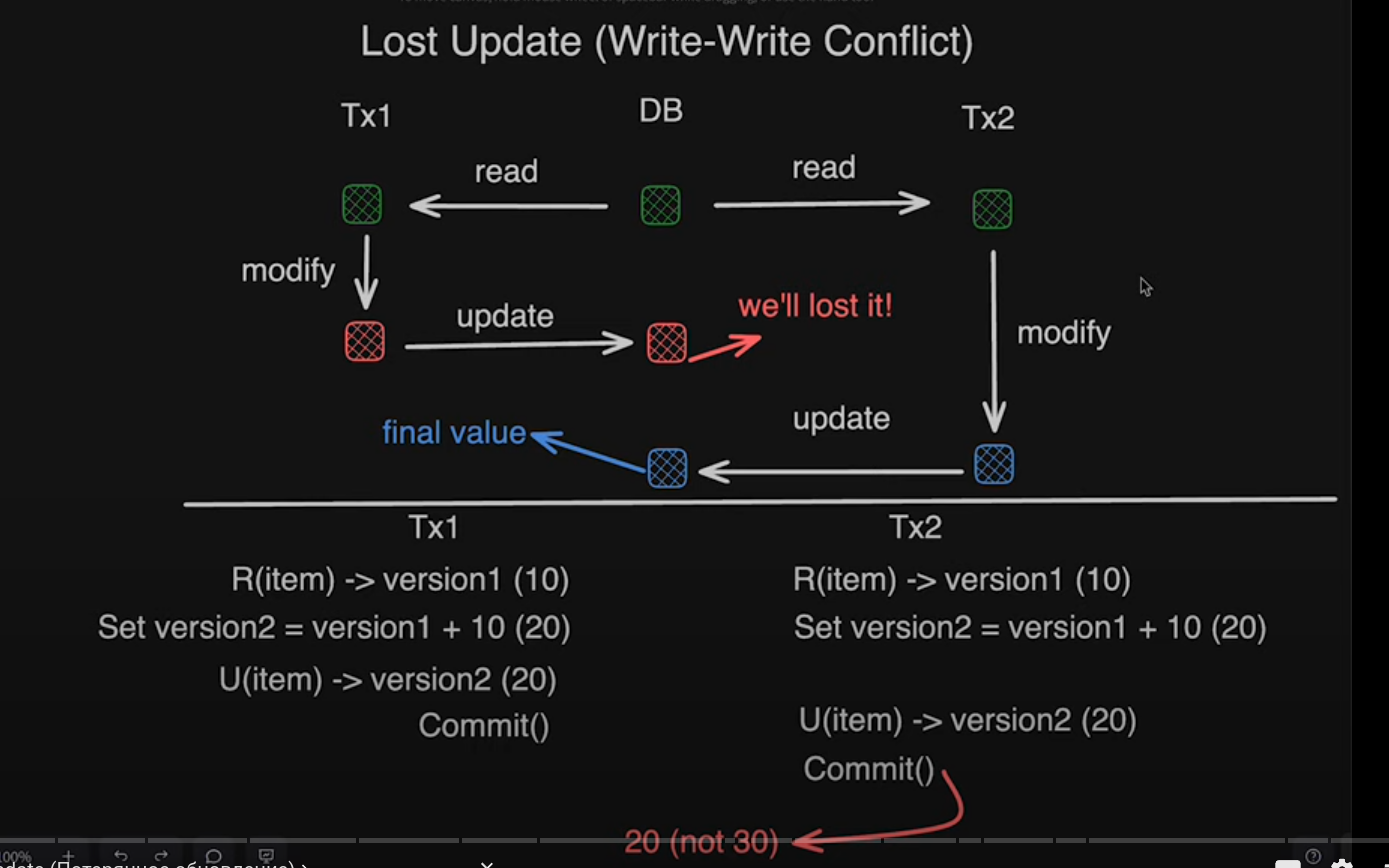 Lost Update (Write-Write Conflict)
Tx1 DB Tx2
read read
modify
update
we'll lost it!
modify
update
final value
Tx1 Tx2
R(item) -> version1 (10) R(item) -> version1 (10)
Set version2 = version1 + 10 (20) Set version2 = version1 + 10 (20)
U(item) -> version2 (20)
U(item) -> version2 (20)
Commit()
Commit()
20 (not 30)
100%
(Потерянное обновление) ›